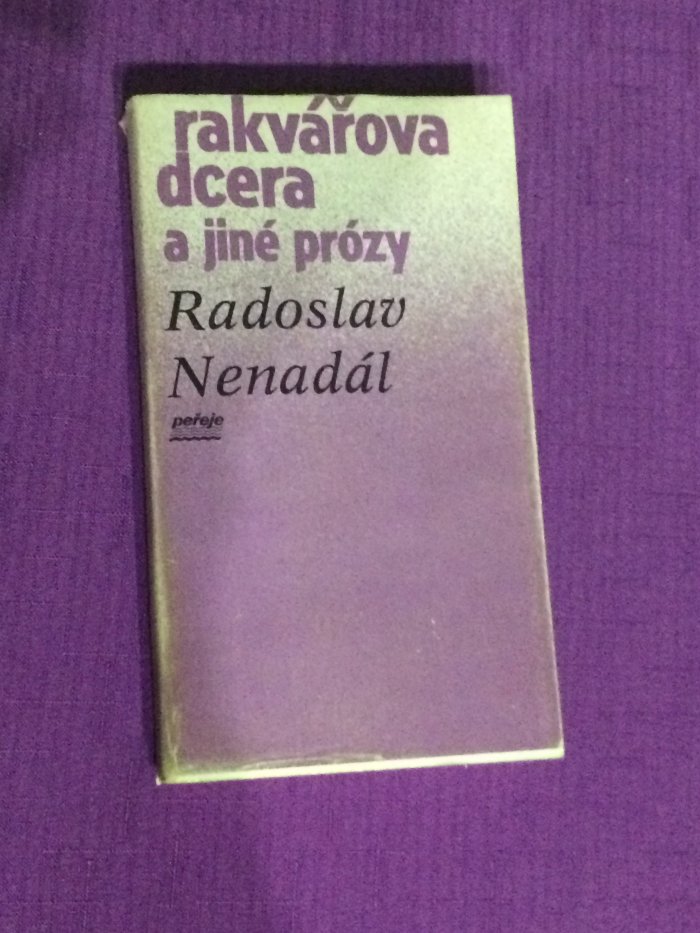 rakvářova
dcera
a jiné prózy
Radoslav
Nenadál
peřeje